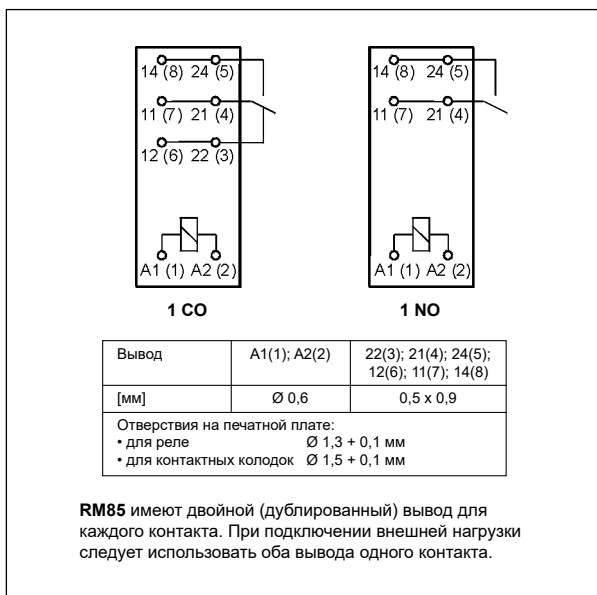 14 (8) 24 (5) 14 (8) 24 (5)
11 (7) 21 (4) 11 (7) 21 (4)
12 (6) 22 (3)
A1 (1) A2 (2) A1 (1) A2 (2)
1 CO 1 NO
Вывод A1(1); A2(2) 22(3); 21(4); 24(5);
12(6); 11(7); 14(8)
[мм] Ø 0,6 0,5 x 0,9
Отверствия на печатной плате:
• для реле Ø 1,3 + 0,1 мм
• для контактных колодок Ø 1,5 + 0,1 мм
RM85 имеют двойной (дублированный) вывод для
каждого контакта. При подключении внешней нагрузки
следует использовать оба вывода одного контакта.